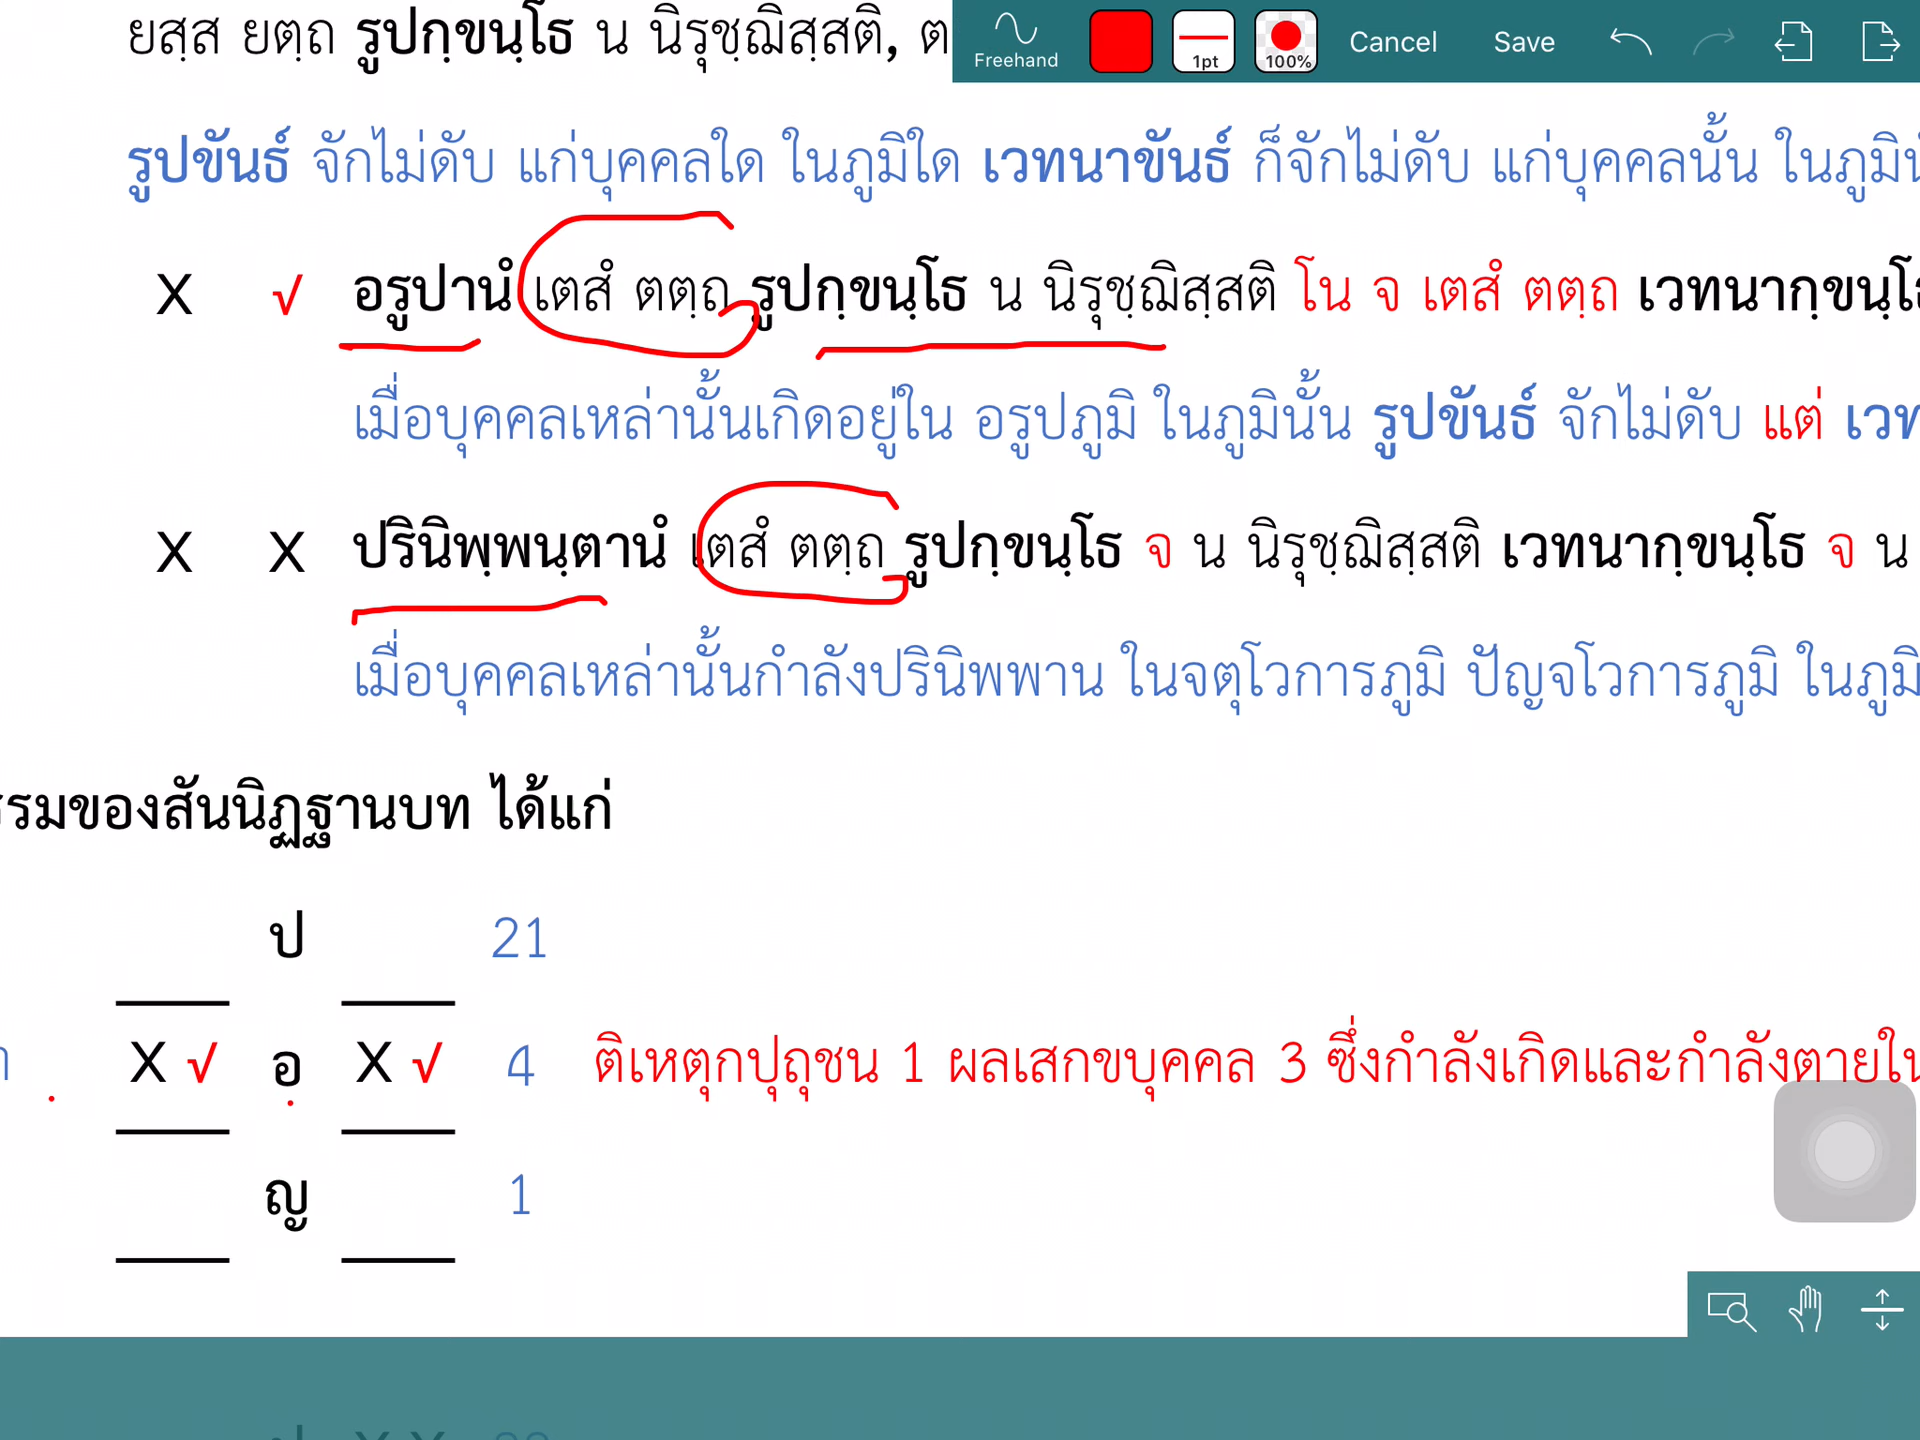 ยสฺส ยตฺถ รูปกฺขนฺโธ น นิรุชฺฌิสฺสติ, ต
Freehand 1pt 100% Cancel Save
รูปขันธ์ จักไม่ดับ แก่บุคคลใด ในภูมิใด เวทนาขันธ์ ก็จักไม่ดับ แก่บุคคลนั้น ในภูมิ
X √ อรูปานํ เตสํ ตตฺถ รูปกฺขนฺโธ น นิรุชฺฌิสฺสติ โน จ เตสํ ตตฺถ เวทนากฺขนฺโธ
เมื่อบุคคลเหล่านั้นเกิดอยู่ใน อรูปภูมิ ในภูมินั้น รูปขันธ์ จักไม่ดับ แต่ เวท
X X ปรินิพฺพนฺตานํ เตสํ ตตฺถ รูปกฺขนฺโธ จ น นิรุชฺฌิสฺสติ เวทนากฺขนฺโธ จ น
เมื่อบุคคลเหล่านั้นกำลังปรินิพพาน ในจตุโวการภูมิ ปัญจโวการภูมิ ในภูมิ
รรมของสันนิฏฐานบท ได้แก่
ป 21
X √ อ X √ 4 ติเหตุกปุถุชน 1 ผลเสกขบุคคล 3 ซึ่งกำลังเกิดและกำลังตายใน
ญ 1